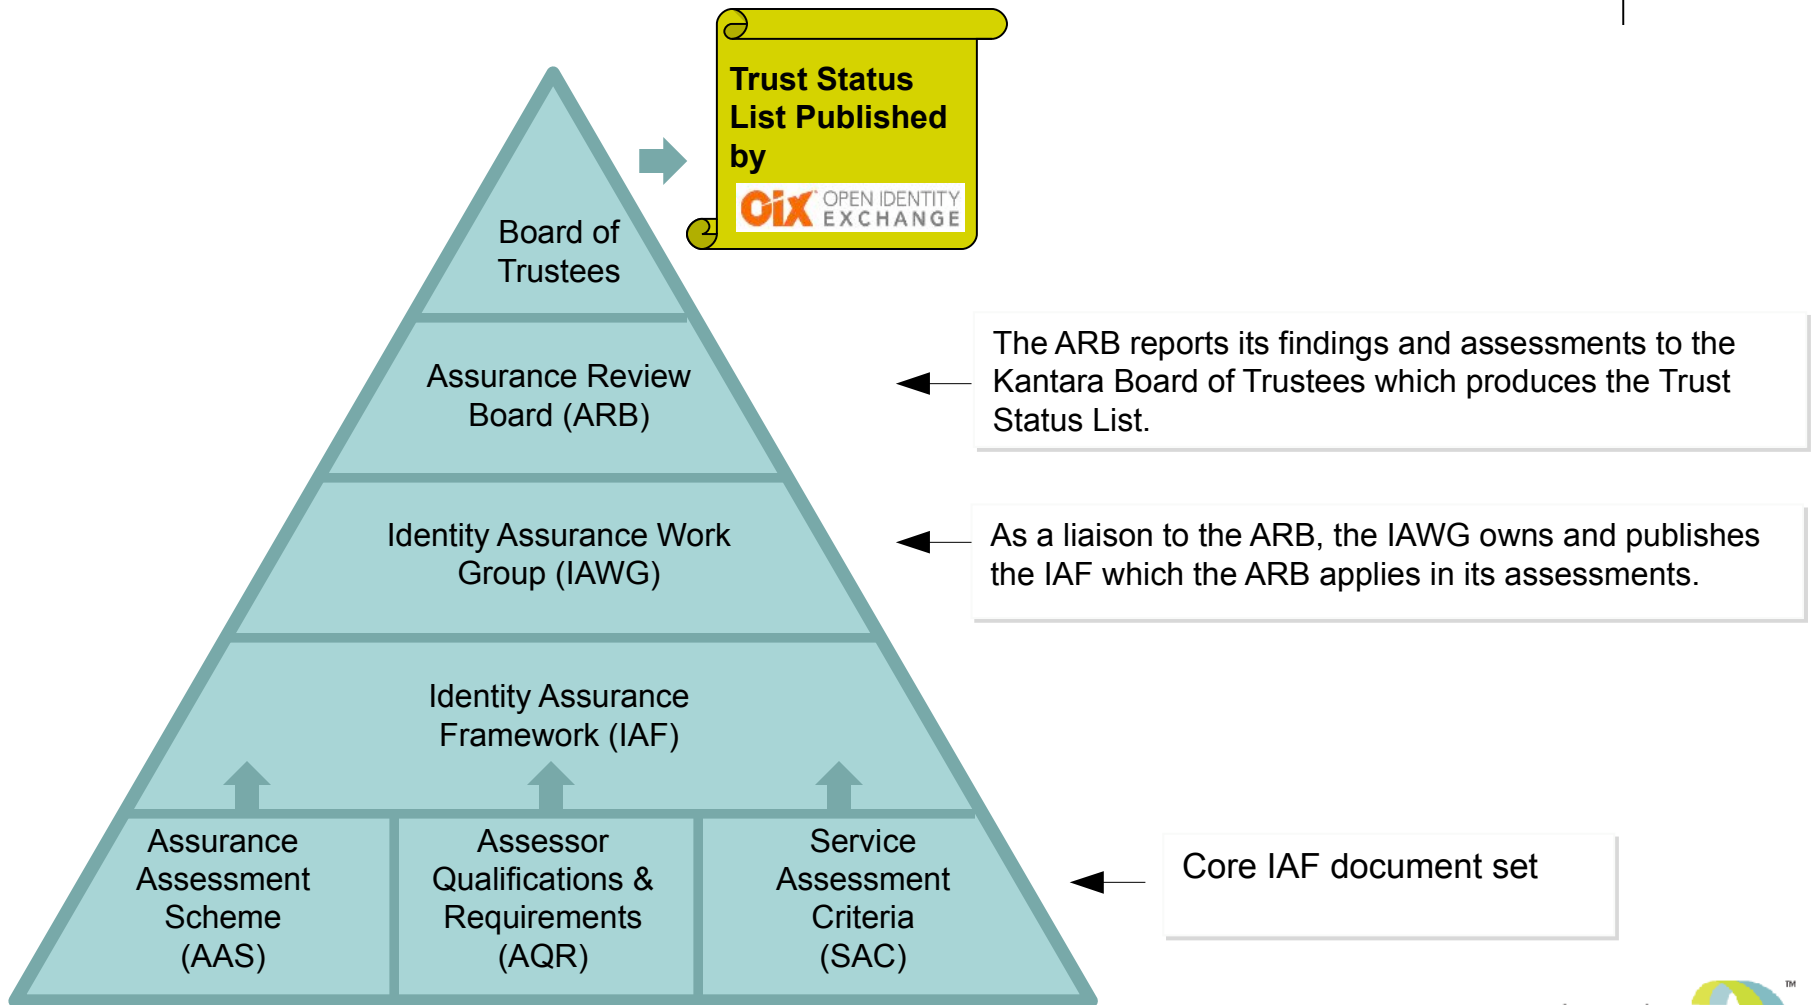 Trust Status
List Published
by
OIX OPEN IDENTITY
EXCHANGE
Board of
Trustees
Assurance Review
Board (ARB)
The ARB reports its findings and assessments to the
Kantara Board of Trustees which produces the Trust
Status List.
Identity Assurance Work
Group (IAWG)
As a liaison to the ARB, the IAWG owns and publishes
the IAF which the ARB applies in its assessments.
Identity Assurance
Framework (IAF)
Assurance
Assessment
Scheme
(AAS)
Assessor
Qualifications &
Requirements
(AQR)
Service
Assessment
Criteria
(SAC)
Core IAF document set
TM